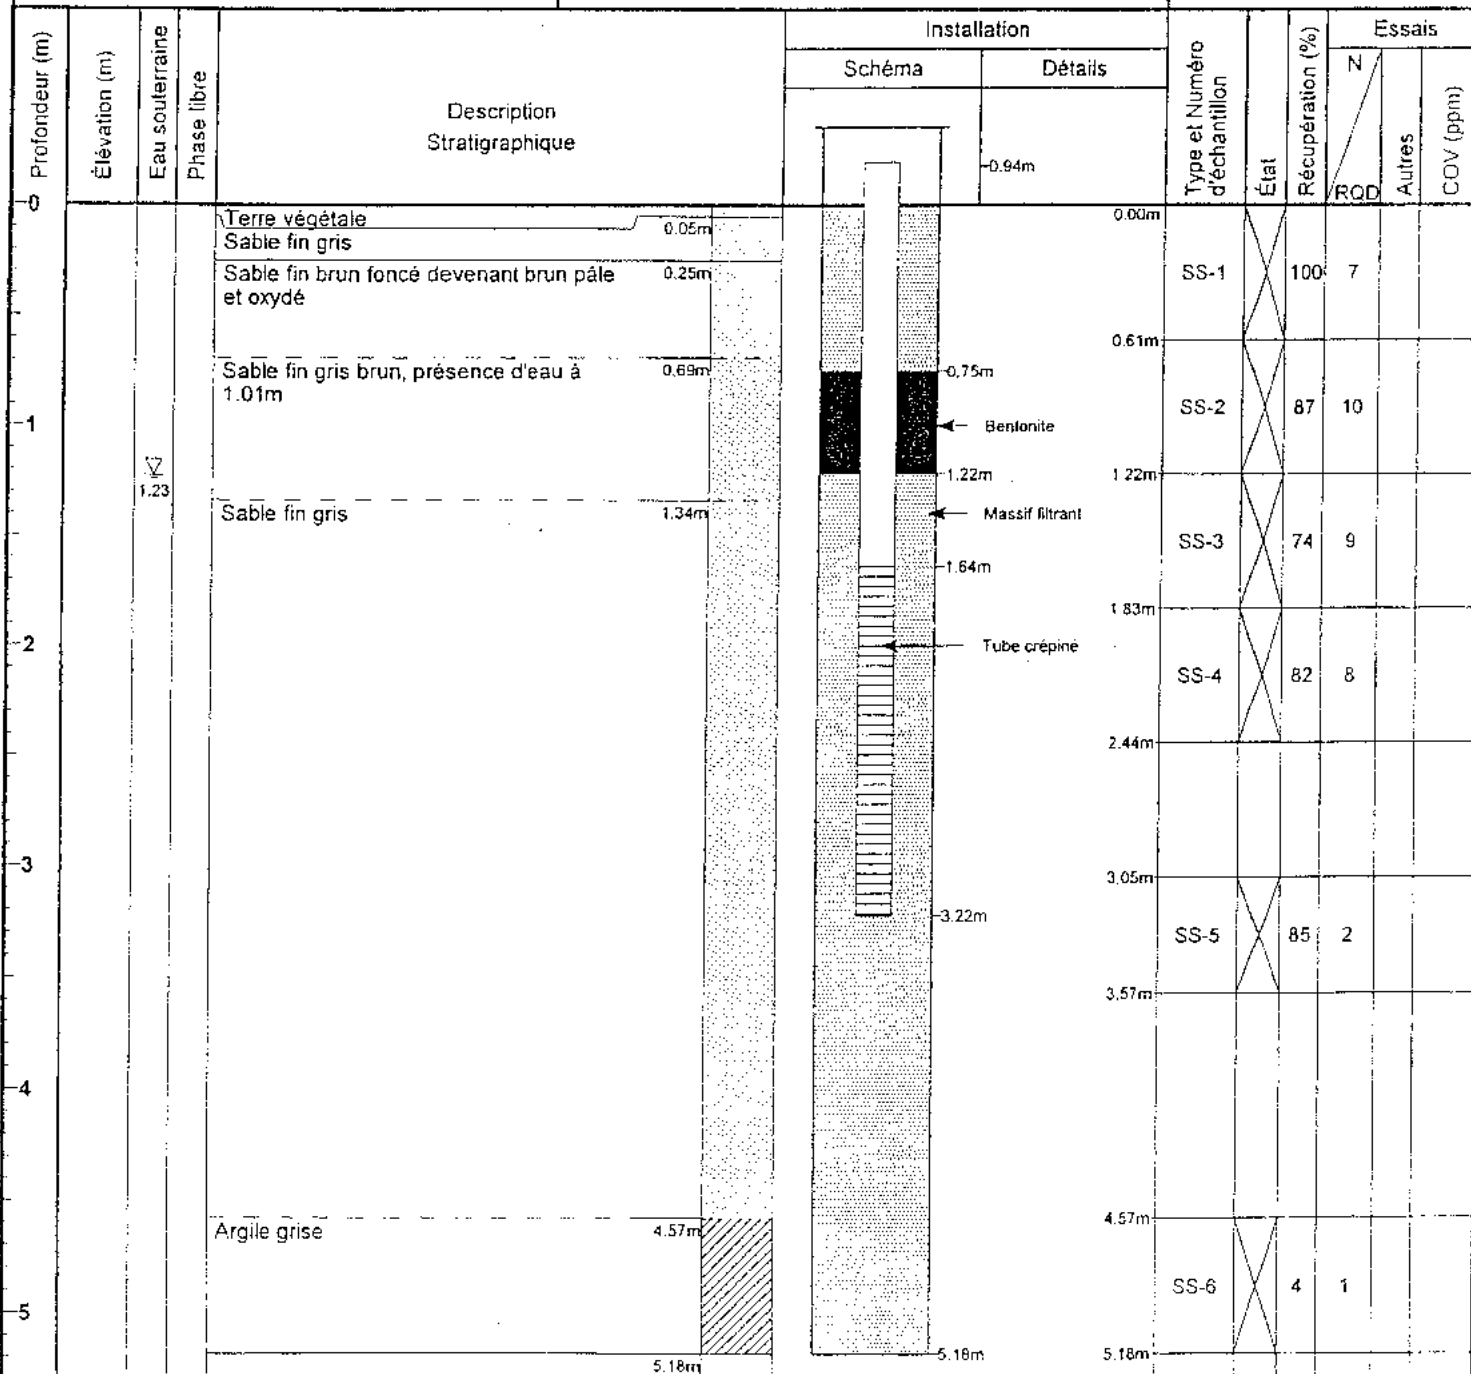 Profondeur (m)
Élévation (m)
Eau souterraine
Phase libre
Description
Stratigraphique
Installation
Schéma
Détails
Type et Numéro
d'échantillon
État
Récupération (%)
Essais
N
RQD
Autres
COV (ppm)
-0.94m
0
0.00m
Terre végétale
0.05m
Sable fin gris
Sable fin brun foncé devenant brun pâle
et oxydé
0.25m
SS-1
100
7
0.61m
Sable fin gris brun, présence d'eau à
1.01m
0.69m
0,75m
1
Bentonite
SS-2
87
10
1.22m
1.22m
1.23
Sable fin gris
1.34m
Massif filtrant
SS-3
74
9
1.64m
1.83m
2
Tube crépine
SS-4
82
8
2.44m
3
3.05m
3.22m
SS-5
85
2
3.57m
4
Argile grise
4.57m
4.57m
5
SS-6
4
1
5.18m
5.18m
5.18m